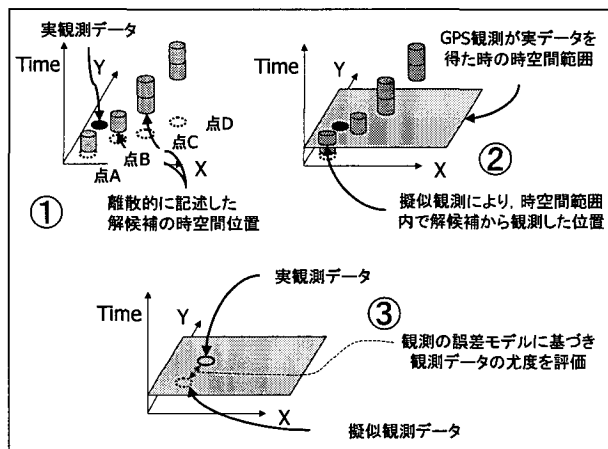 実観測データ
Time
Y
点D
点C
点B
点A
X
①
離散的に記述した
解候補の時空間位置
GPS観測が実データを
得た時の時空間範囲
Time
Y
X
②
擬似観測により，時空間範囲
内で解候補から観測した位置
実観測データ
Time
Y
③
観測の誤差モデルに基づき
観測データの尤度を評価
X
擬似観測データ